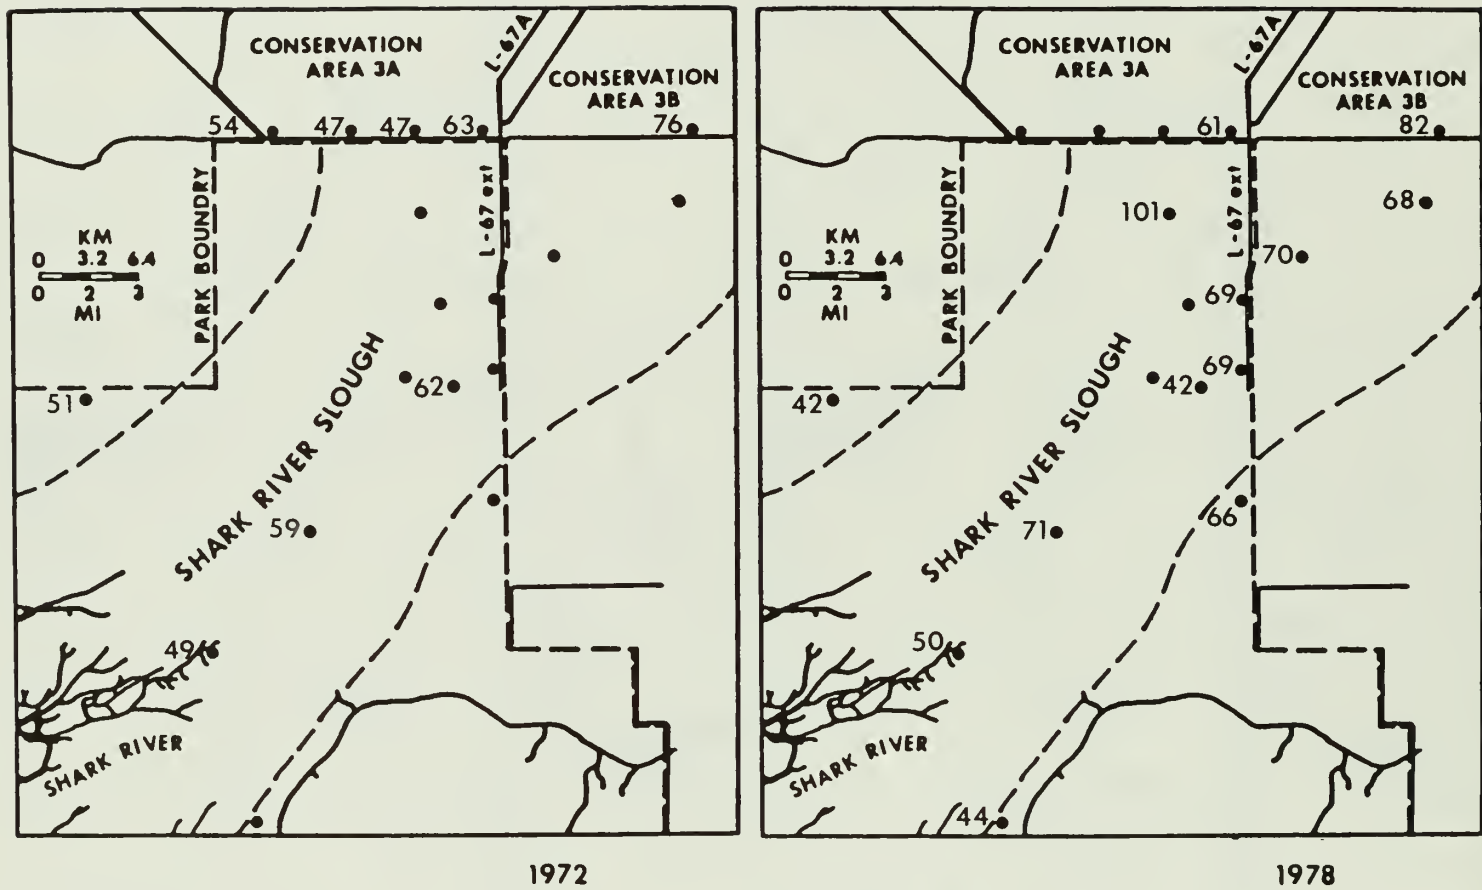 CONSERVATION
AREA 3A
L-67A
CONSERVATION
AREA 3B
54
47
47
63
76
PARK BOUNDRY
L-67 ext
KM
0 3.2 6.4
0 2 3
MI
51
62
SHARK RIVER SLOUGH
59
49
SHARK RIVER
1972
CONSERVATION
AREA 3A
L-67A
CONSERVATION
AREA 3B
61
82
PARK BOUNDRY
L-67 ext
101
68
70
KM
0 3.2 6.4
0 2 3
MI
69
69
42
42
SHARK RIVER SLOUGH
71
66
50
SHARK RIVER
44
1978